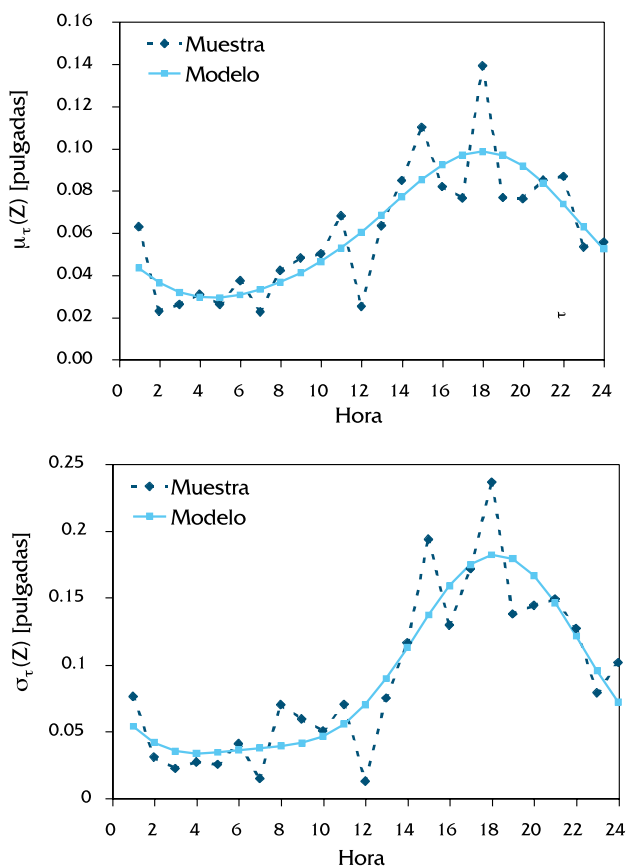 0.16
0.14
0.12
0.10
0.08
0.06
0.04
0.02
0.00
μτ(Z) [pulgadas]
Muestra
Modelo
τ
0 2 4 6 8 10 12 14 16 18 20 22 24
Hora
0.25
0.2
0.15
0.1
0.05
0
στ(Z) [pulgadas]
Muestra
Modelo
0 2 4 6 8 10 12 14 16 18 20 22 24
Hora